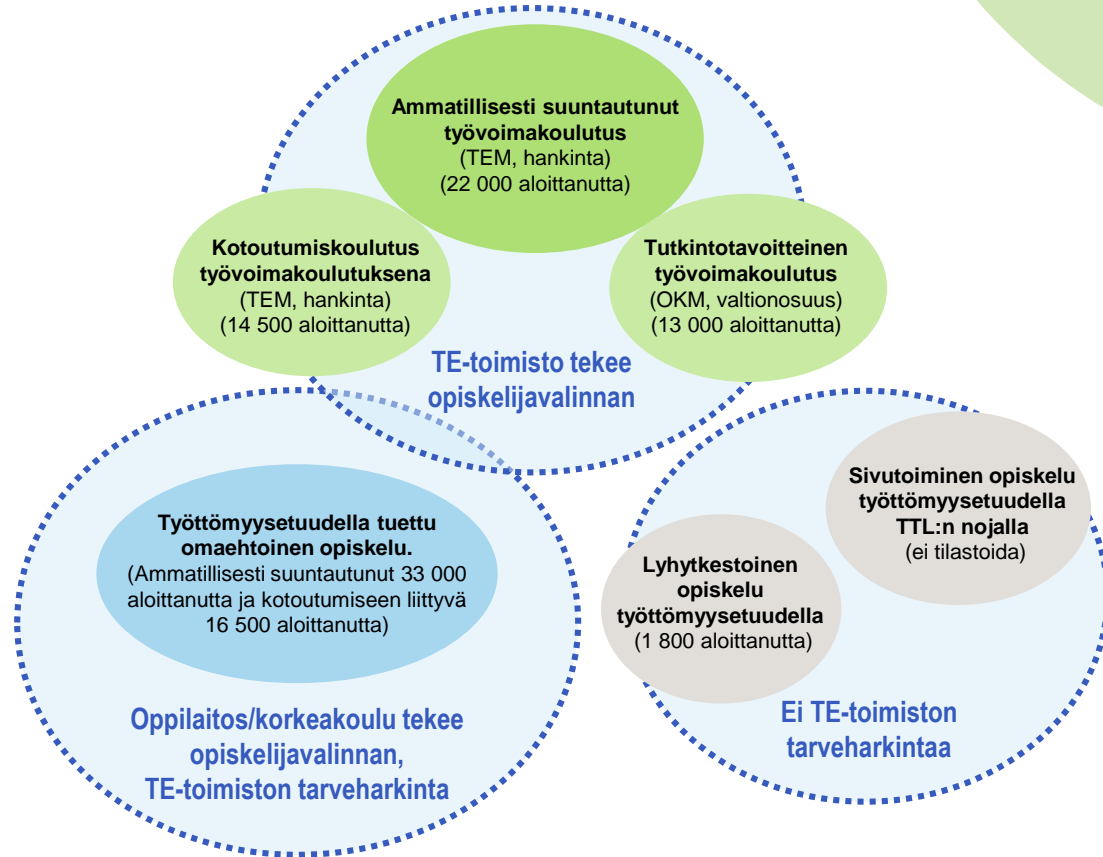 Ammatillisesti suuntautunut
työvoimakoulutus
(TEM, hankinta)
(22 000 aloittanutta)
Kotoutumiskoulutus
työvoimakoulutuksena
(TEM, hankinta)
(14 500 aloittanutta)
Tutkintotavoitteinen
työvoimakoulutus
(OKM, valtionosuus)
(13 000 aloittanutta)
TE-toimisto tekee
opiskelijavalinnan
Työttömyysetuudella tuettu
omaehtoinen opiskelu.
(Ammatillisesti suuntautunut 33 000
aloittanutta ja kotoutumiseen liittyvä
16 500 aloittanutta)
Oppilaitos/korkeakoulu tekee
opiskelijavalinnan,
TE-toimiston tarveharkinta
Sivutoiminen opiskelu
työttömyysetuudella
TTL:n nojalla
(ei tilastoida)
Lyhytkestoinen
opiskelu
työttömyysetuudella
(1 800 aloittanutta)
Ei TE-toimiston
tarveharkintaa